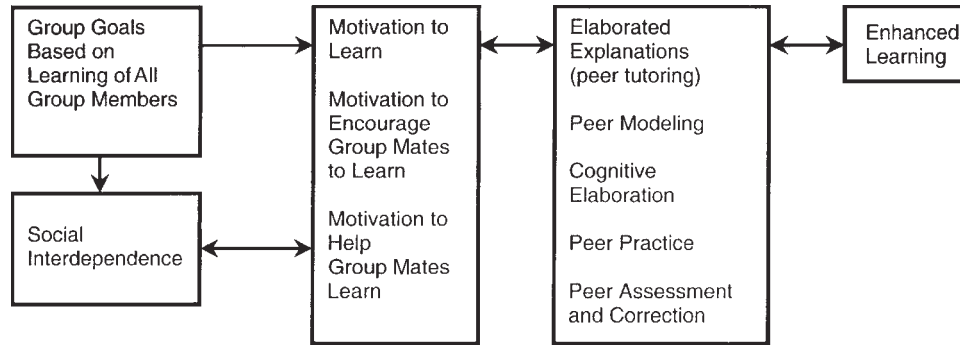 Group Goals
Based on
Learning of All
Group Members
Social
Interdependence
Motivation to
Learn
Motivation to
Encourage
Group Mates
to Learn
Motivation to
Help
Group Mates
Learn
Elaborated
Explanations
(peer tutoring)
Peer Modeling
Cognitive
Elaboration
Peer Practice
Peer Assessment
and Correction
Enhanced
Learning